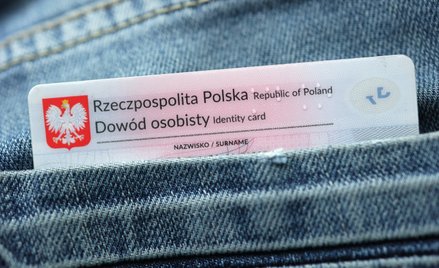 Rzeczpospolita Polska Republic of Poland
Dowód osobisty Identity card
NAZWISKO / SURNAME